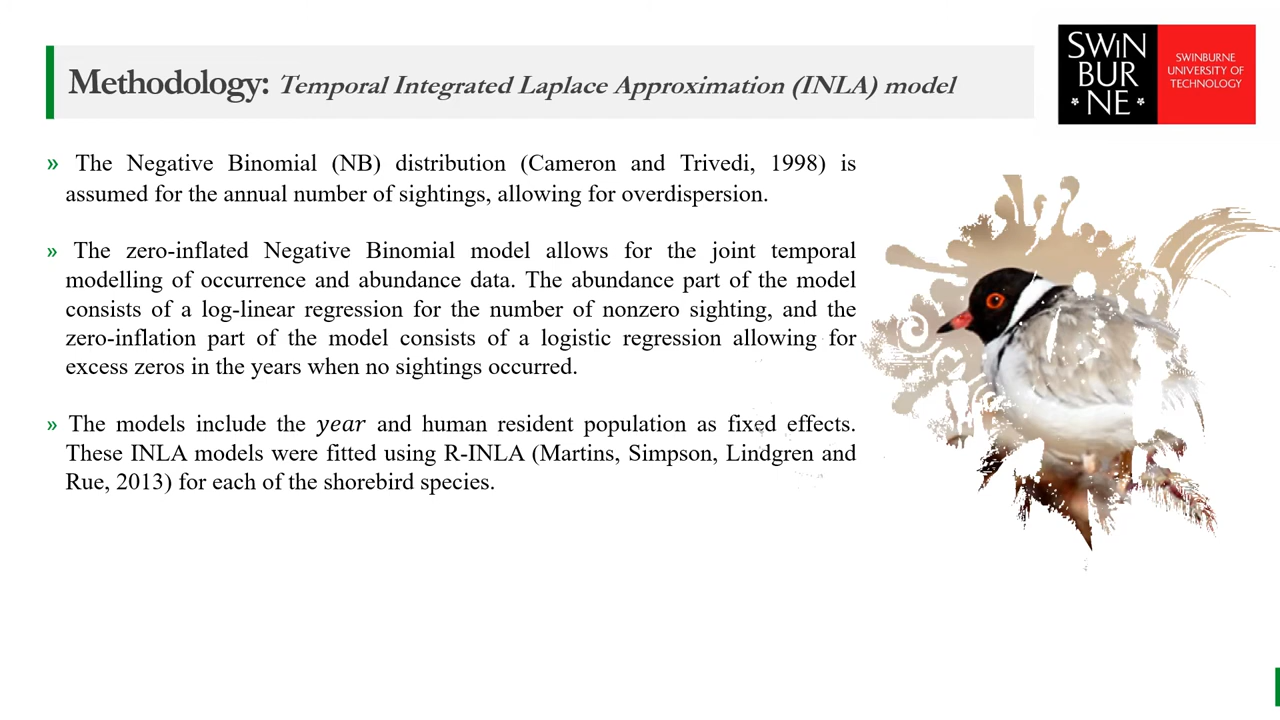 Methodology: Temporal Integrated Laplace Approximation (INLA) model
SWIN
BUR
* NE *
SWINBURNE
UNIVERSITY OF
TECHNOLOGY
» The Negative Binomial (NB) distribution (Cameron and Trivedi, 1998) is
assumed for the annual number of sightings, allowing for overdispersion.
» The zero-inflated Negative Binomial model allows for the joint temporal
modelling of occurrence and abundance data. The abundance part of the model
consists of a log-linear regression for the number of nonzero sighting, and the
zero-inflation part of the model consists of a logistic regression allowing for
excess zeros in the years when no sightings occurred.
» The models include the year and human resident population as fixed effects.
These INLA models were fitted using R-INLA (Martins, Simpson, Lindgren and
Rue, 2013) for each of the shorebird species.